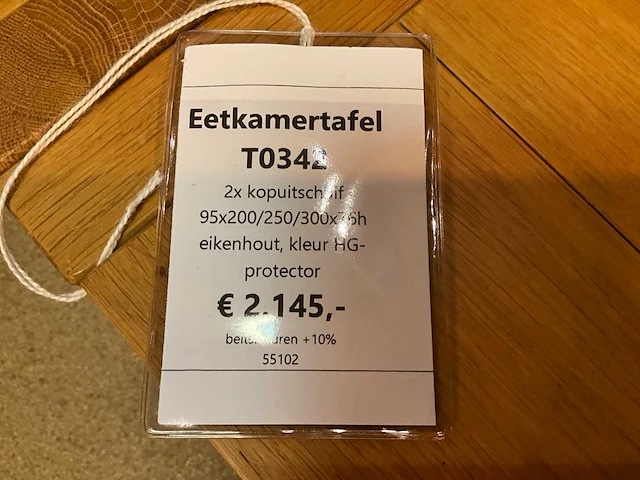 Eetkamertafel
T0342
2x kopuitschuif
95x200/250/300x76h
eikenhout, kleur HG-
protector
€ 2.145,-
+10%
55102